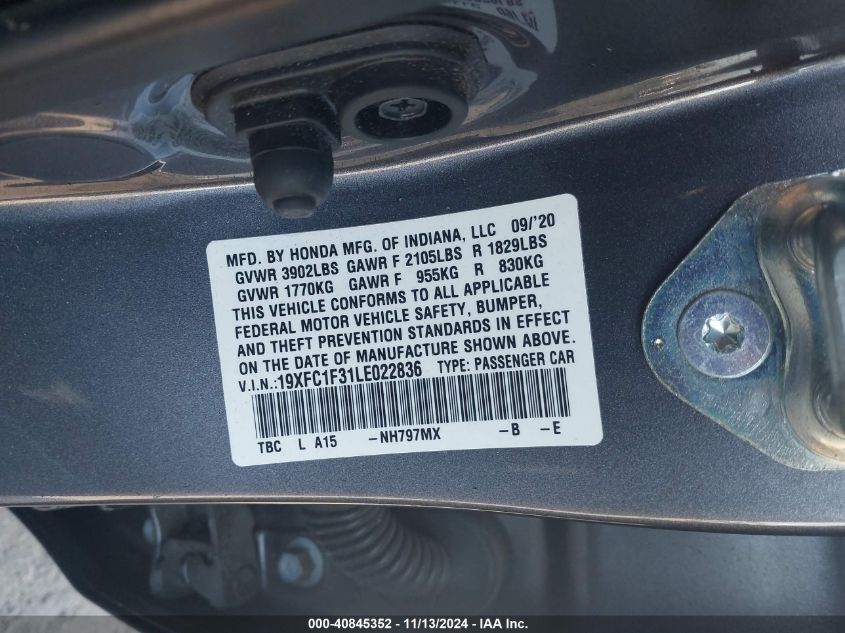 MFD. BY HONDA MFG. OF INDIANA, LLC 09/'20
GVWR 3902LBS GAWR F 2105LBS R 1829LBS
GVWR 1770KG GAWR F 955KG R 830KG
THIS VEHICLE CONFORMS TO ALL APPLICABLE
FEDERAL MOTOR VEHICLE SAFETY, BUMPER,
AND THEFT PREVENTION STANDARDS IN EFFECT
ON THE DATE OF MANUFACTURE SHOWN ABOVE.
V.I.N.:19XFC1F31LE022836 TYPE: PASSENGER CAR
TBC L A15 -NH797MX -B -E
000-40845352 | 11/13/2024 | IAA Inc.